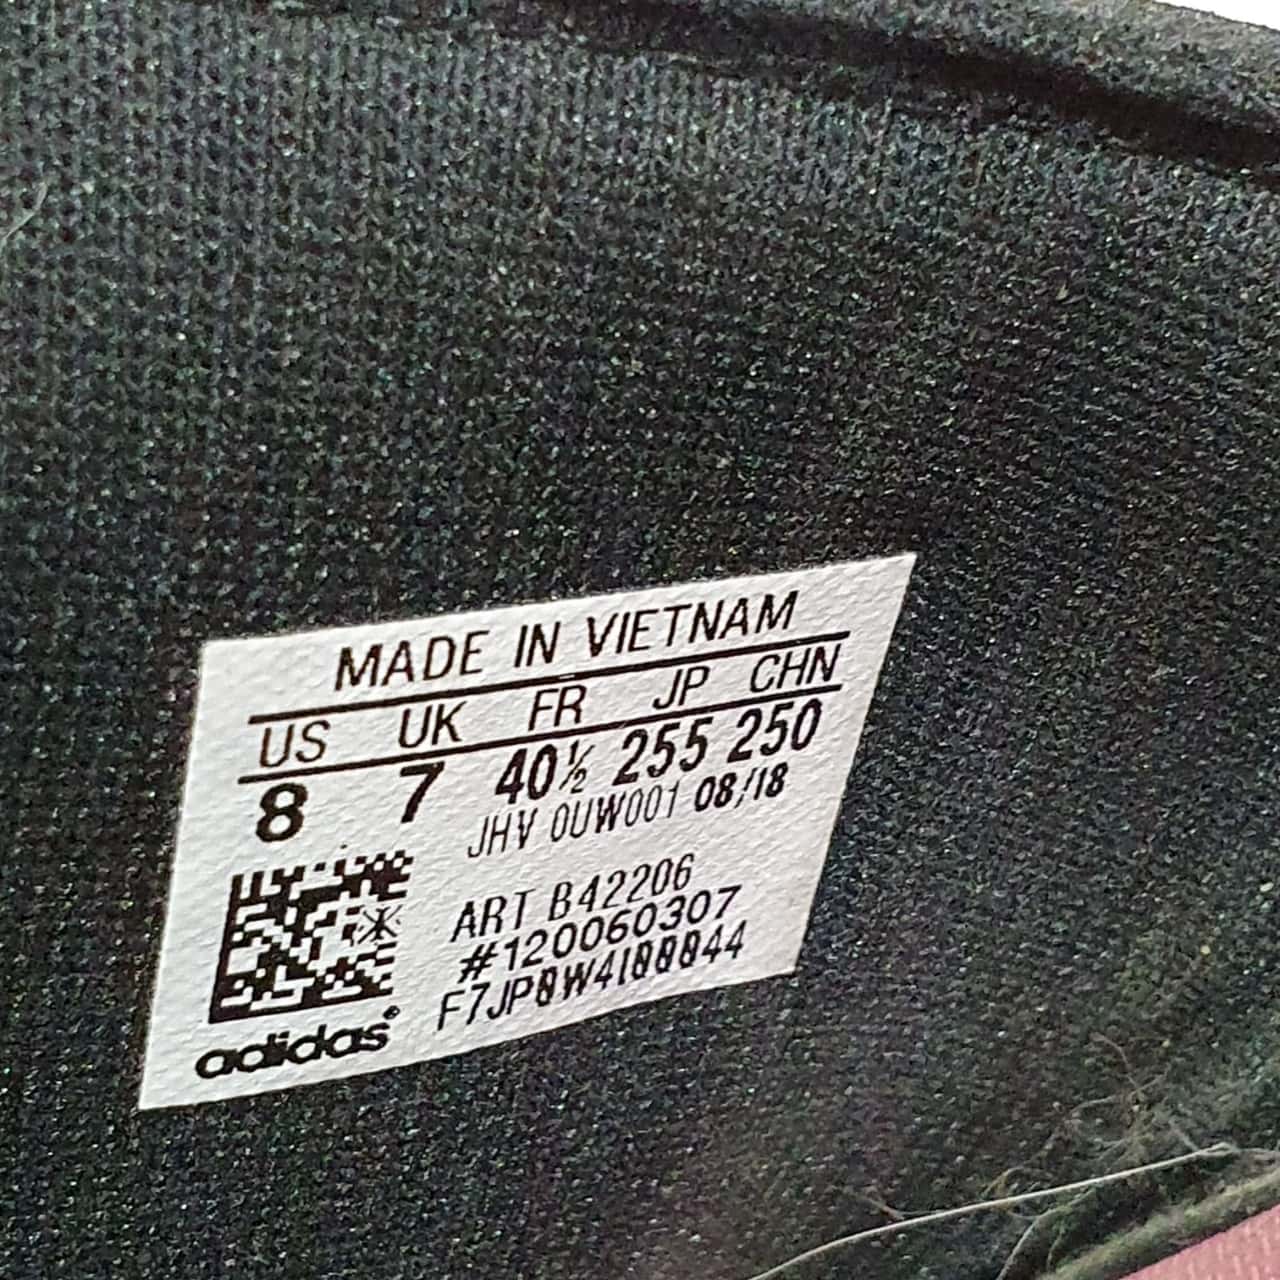 MADE IN VIETNAM
US UK FR JP CHN
8 7 40½ 255 250
JHV 0UW001 08/18
ART B42206
#120060307
F7JP0W4I00044
adidas®